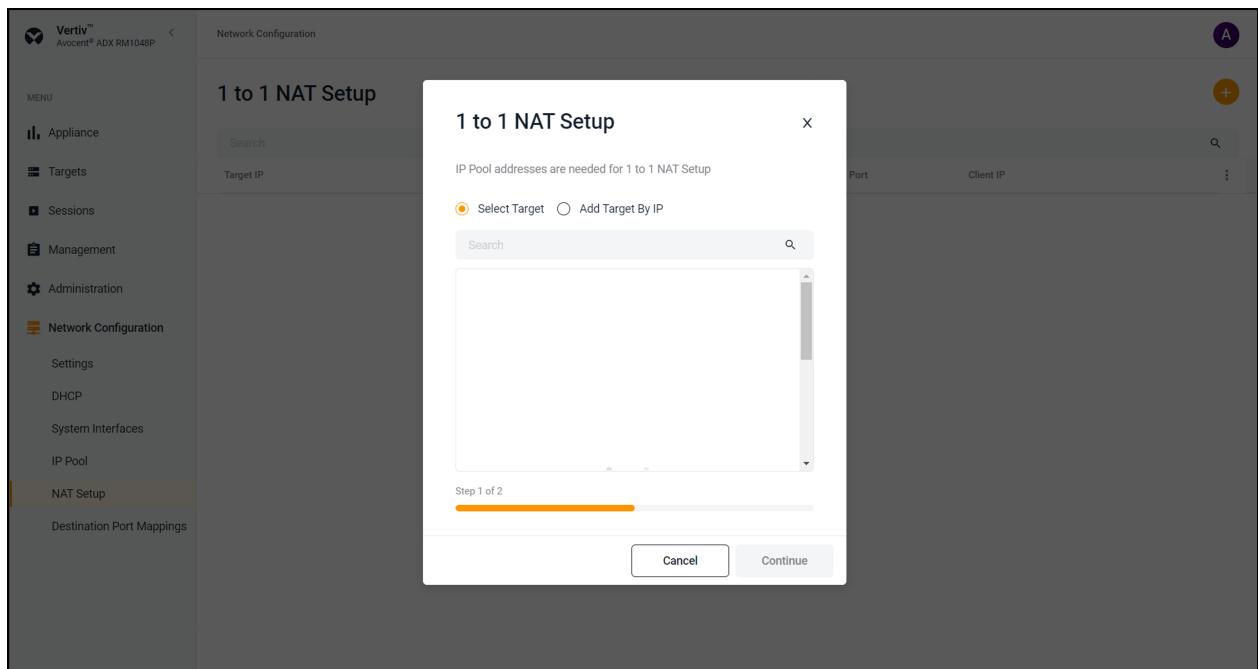 Vertiv™
Avocent® ADX RM1048P
Network Configuration
A
MENU
1 to 1 NAT Setup
Appliance
Search
Targets
Target IP
Port
Client IP
Sessions
Management
Administration
Network Configuration
Settings
DHCP
System Interfaces
IP Pool
NAT Setup
Destination Port Mappings
1 to 1 NAT Setup
X
IP Pool addresses are needed for 1 to 1 NAT Setup
Select Target
Add Target By IP
Search
Step 1 of 2
Cancel
Continue